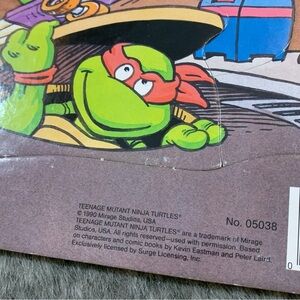 TEENAGE MUTANT NINJA TURTLES®
© 1990 Mirage Studios, USA
No. 05038
TEENAGE MUTANT NINJA TURTLES® are a trademark of Mirage
Studios, USA. All rights reserved—used with permission. Based
on characters and comic books by Kevin Eastman and Peter Laird.
Exclusively licensed by Surge Licensing, Inc.